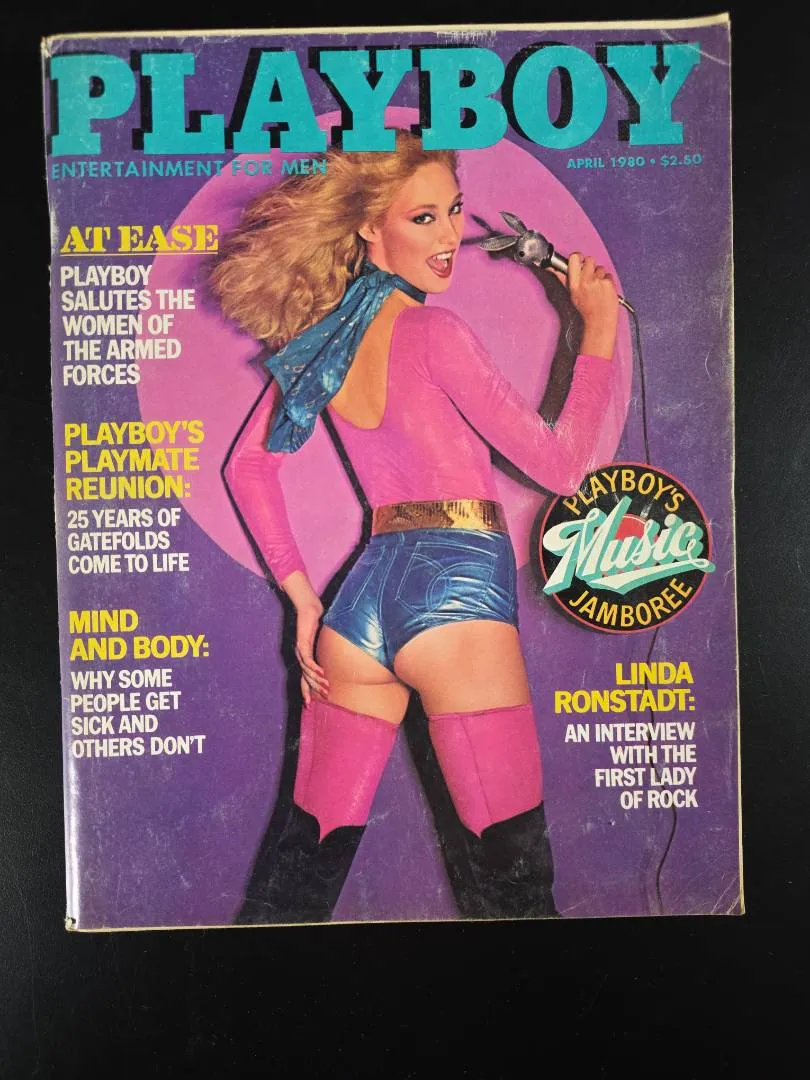 PLAYBOY
ENTERTAINMENT FOR MEN
APRIL 1980 • $2.50
AT EASE
PLAYBOY
SALUTES THE
WOMEN OF
THE ARMED
FORCES
PLAYBOY'S
PLAYMATE
REUNION:
25 YEARS OF
GATEFOLDS
COME TO LIFE
MIND
AND BODY:
WHY SOME
PEOPLE GET
SICK AND
OTHERS DON'T
PLAYBOY'S
Music
JAMBOREE
LINDA
RONSTADT:
AN INTERVIEW
WITH THE
FIRST LADY
OF ROCK